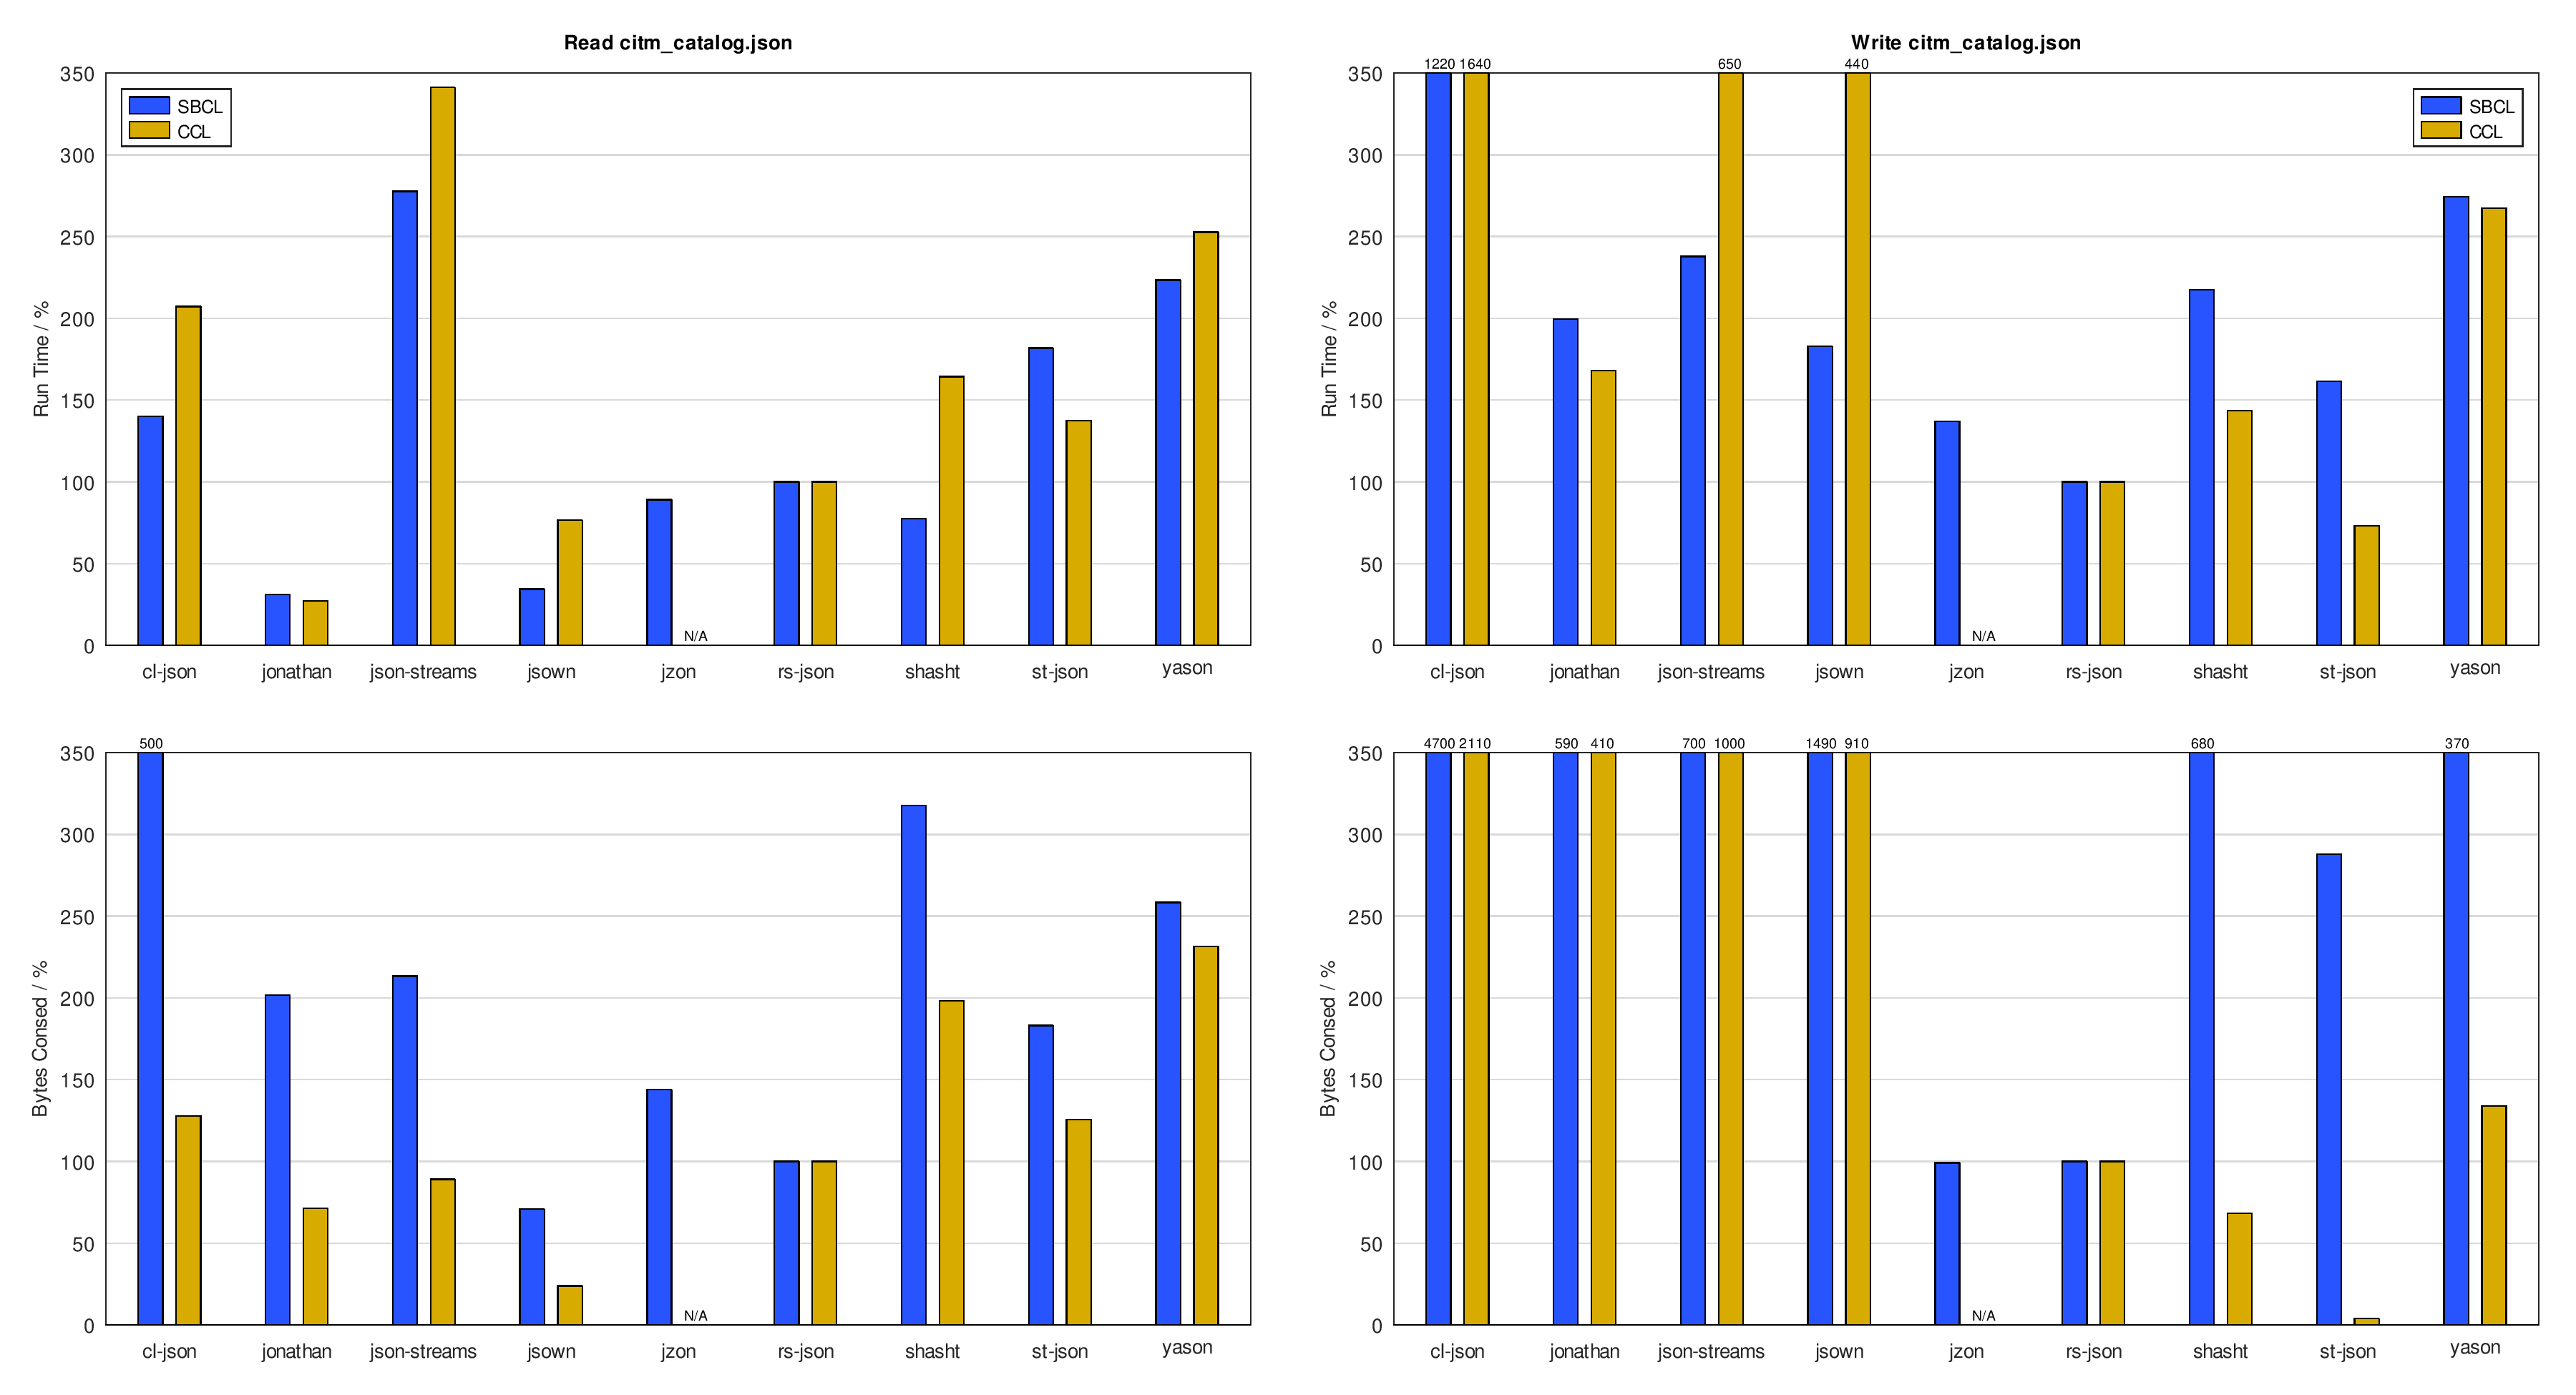 Read citm_catalog.json
350
300
250
200
150
100
50
0
Run Time / %
SBCL
CCL
N/A
cl-json jonathan json-streams jsown jzon rs-json shasht st-json yason
Write citm_catalog.json
1220 1640 650 440
350
300
250
200
150
100
50
0
Run Time / %
SBCL
CCL
N/A
cl-json jonathan json-streams jsown jzon rs-json shasht st-json yason
500
350
300
250
200
150
100
50
0
Bytes Consed / %
N/A
cl-json jonathan json-streams jsown jzon rs-json shasht st-json yason
4700 2110 590 410 700 1000 1490 910 680 370
350
300
250
200
150
100
50
0
Bytes Consed / %
N/A
cl-json jonathan json-streams jsown jzon rs-json shasht st-json yason